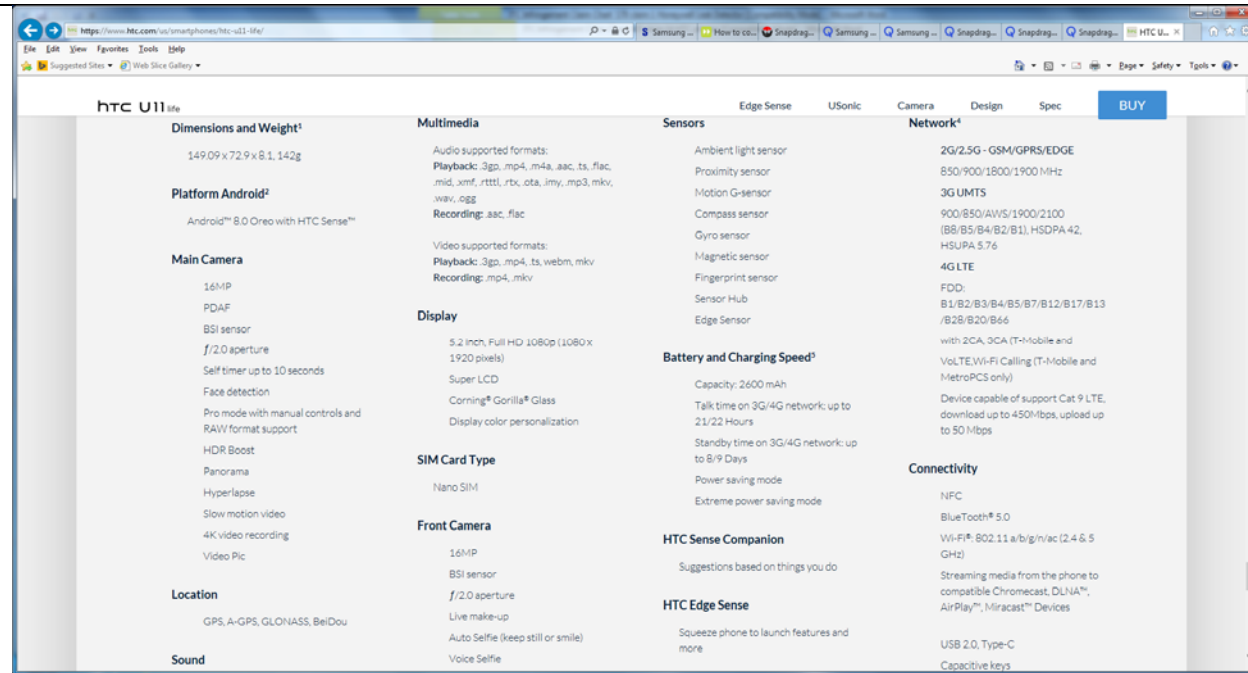 https://www.htc.com/us/smartphones/htc-u11-life/
S Samsung ...
How to co...
Snapdrag...
Samsung ...
Samsung ...
Snapdrag...
Snapdrag...
Snapdrag...
HTC U...
File Edit View Favorites Tools Help
Suggested Sites
Web Slice Gallery
Page Safety Tools
hTC U11 life
Edge Sense USonic Camera Design Spec BUY
Dimensions and Weight¹
149.09 x 72.9 x 8.1, 142g
Platform Android²
Android™ 8.0 Oreo with HTC Sense™
Main Camera
16MP
PDAF
BSI sensor
ƒ/2.0 aperture
Self timer up to 10 seconds
Face detection
Pro mode with manual controls and
RAW format support
HDR Boost
Panorama
Hyperlapse
Slow motion video
4K video recording
Video Pic
Location
GPS, A-GPS, GLONASS, BeiDou
Sound
Multimedia
Audio supported formats:
Playback: .3gp, .mp4, .m4a, .aac, .ts, .flac,
.mid, .xmf, .rtttl, .rtx, .ota, .imy, .mp3, mkv,
.wav, .ogg
Recording: .aac, .flac
Video supported formats:
Playback: .3gp, .mp4, .ts, webm, mkv
Recording: .mp4, .mkv
Display
5.2 inch, Full HD 1080p (1080 x
1920 pixels)
Super LCD
Corning® Gorilla® Glass
Display color personalization
SIM Card Type
Nano SIM
Front Camera
16MP
BSI sensor
ƒ/2.0 aperture
Live make-up
Auto Selfie (keep still or smile)
Voice Selfie
Sensors
Ambient light sensor
Proximity sensor
Motion G-sensor
Compass sensor
Gyro sensor
Magnetic sensor
Fingerprint sensor
Sensor Hub
Edge Sensor
Battery and Charging Speed⁵
Capacity: 2600 mAh
Talk time on 3G/4G network: up to
21/22 Hours
Standby time on 3G/4G network: up
to 8/9 Days
Power saving mode
Extreme power saving mode
HTC Sense Companion
Suggestions based on things you do
HTC Edge Sense
Squeeze phone to launch features and
more
Network⁴
2G/2.5G - GSM/GPRS/EDGE
850/900/1800/1900 MHz
3G UMTS
900/850/AWS/1900/2100
(B8/B5/B4/B2/B1), HSDPA 42,
HSUPA 5.76
4G LTE
FDD:
B1/B2/B3/B4/B5/B7/B12/B17/B13
/B28/B20/B66
with 2CA, 3CA (T-Mobile and
VoLTE,Wi-Fi Calling (T-Mobile and
MetroPCS only)
Device capable of support Cat 9 LTE,
download up to 450Mbps, upload up
to 50 Mbps
Connectivity
NFC
BlueTooth® 5.0
Wi-Fi®: 802.11 a/b/g/n/ac (2.4 & 5
GHz)
Streaming media from the phone to
compatible Chromecast, DLNA™,
AirPlay™, Miracast™ Devices
USB 2.0, Type-C
Capacitive keys